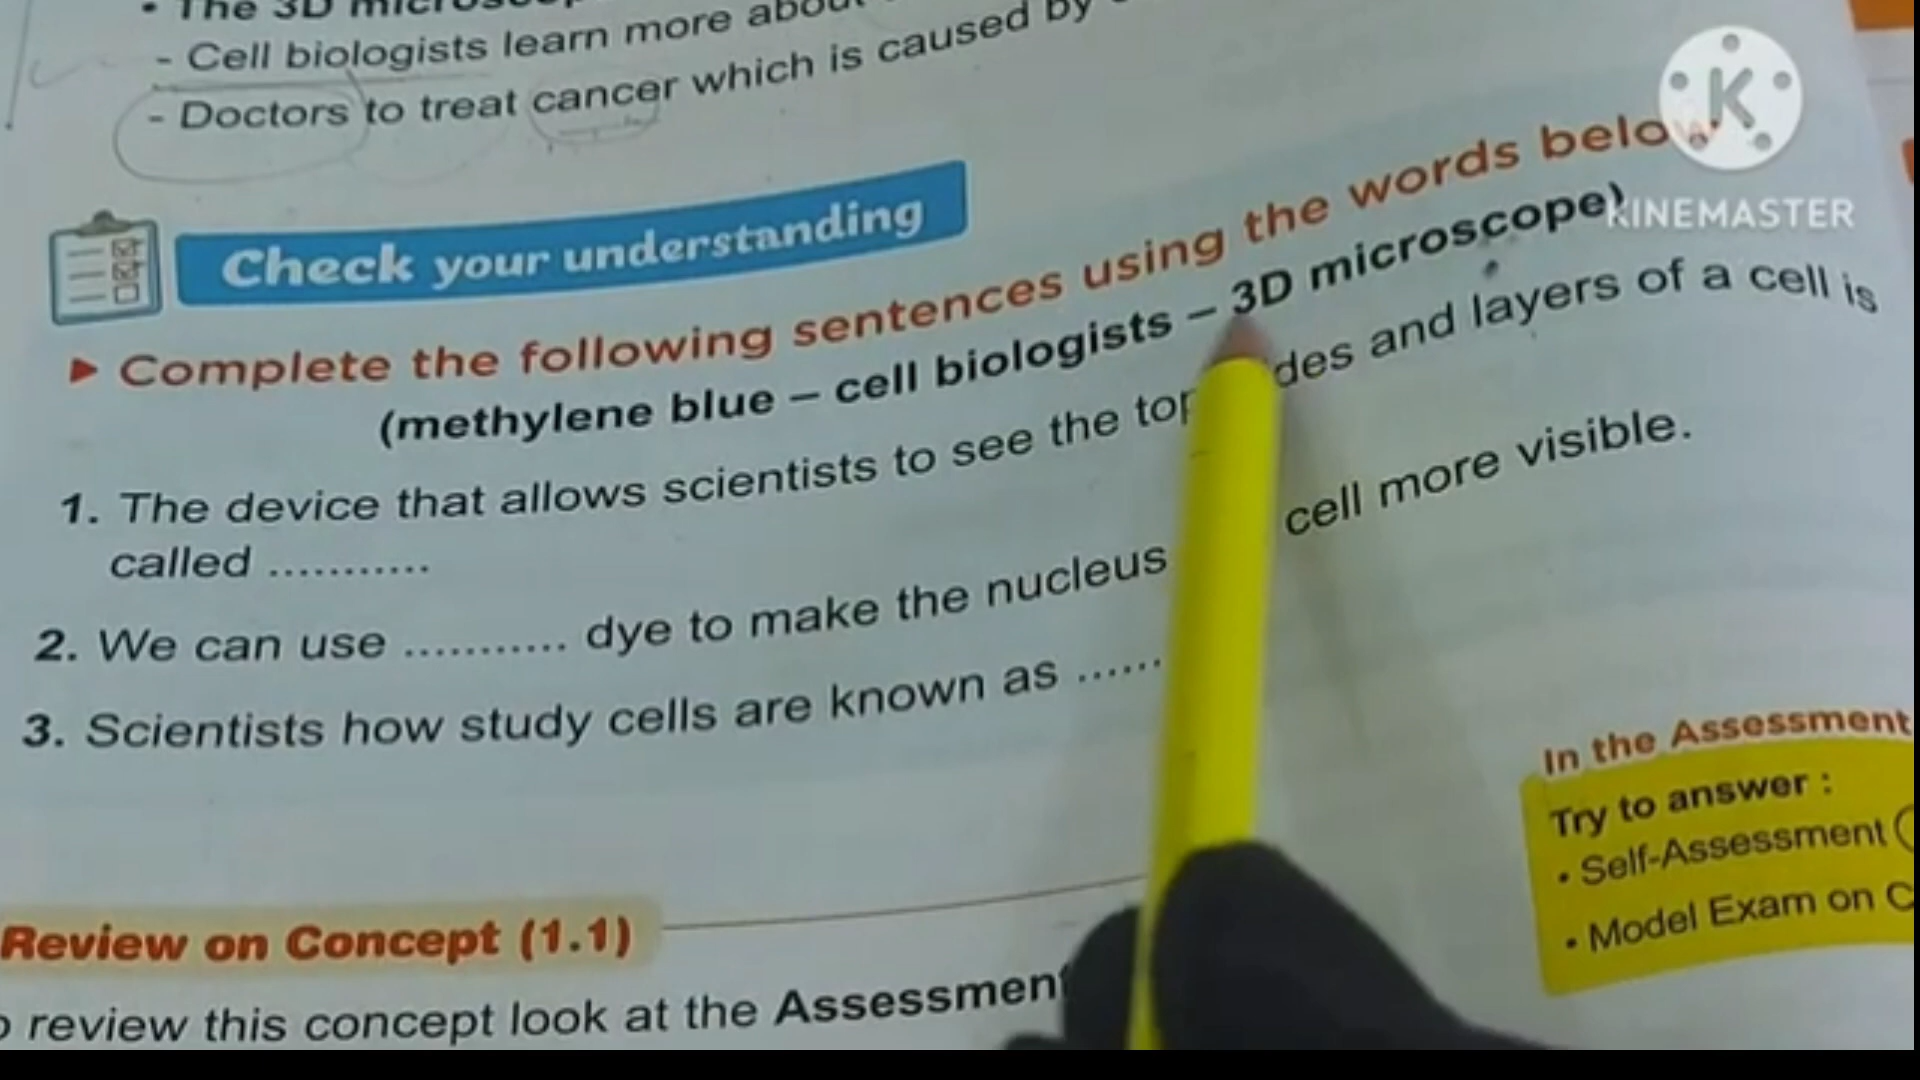 • The 3D
- Cell biologists learn more about
- Doctors to treat cancer which is caused by
K
KINEMASTER
Check your understanding
Complete the following sentences using the words below
(methylene blue – cell biologists – 3D microscope)
1. The device that allows scientists to see the top des and layers of a cell is
called ...........
2. We can use ........... dye to make the nucleus cell more visible.
3. Scientists how study cells are known as ......
In the Assessment
Try to answer :
• Self-Assessment
• Model Exam on C
Review on Concept (1.1)
review this concept look at the Assessment